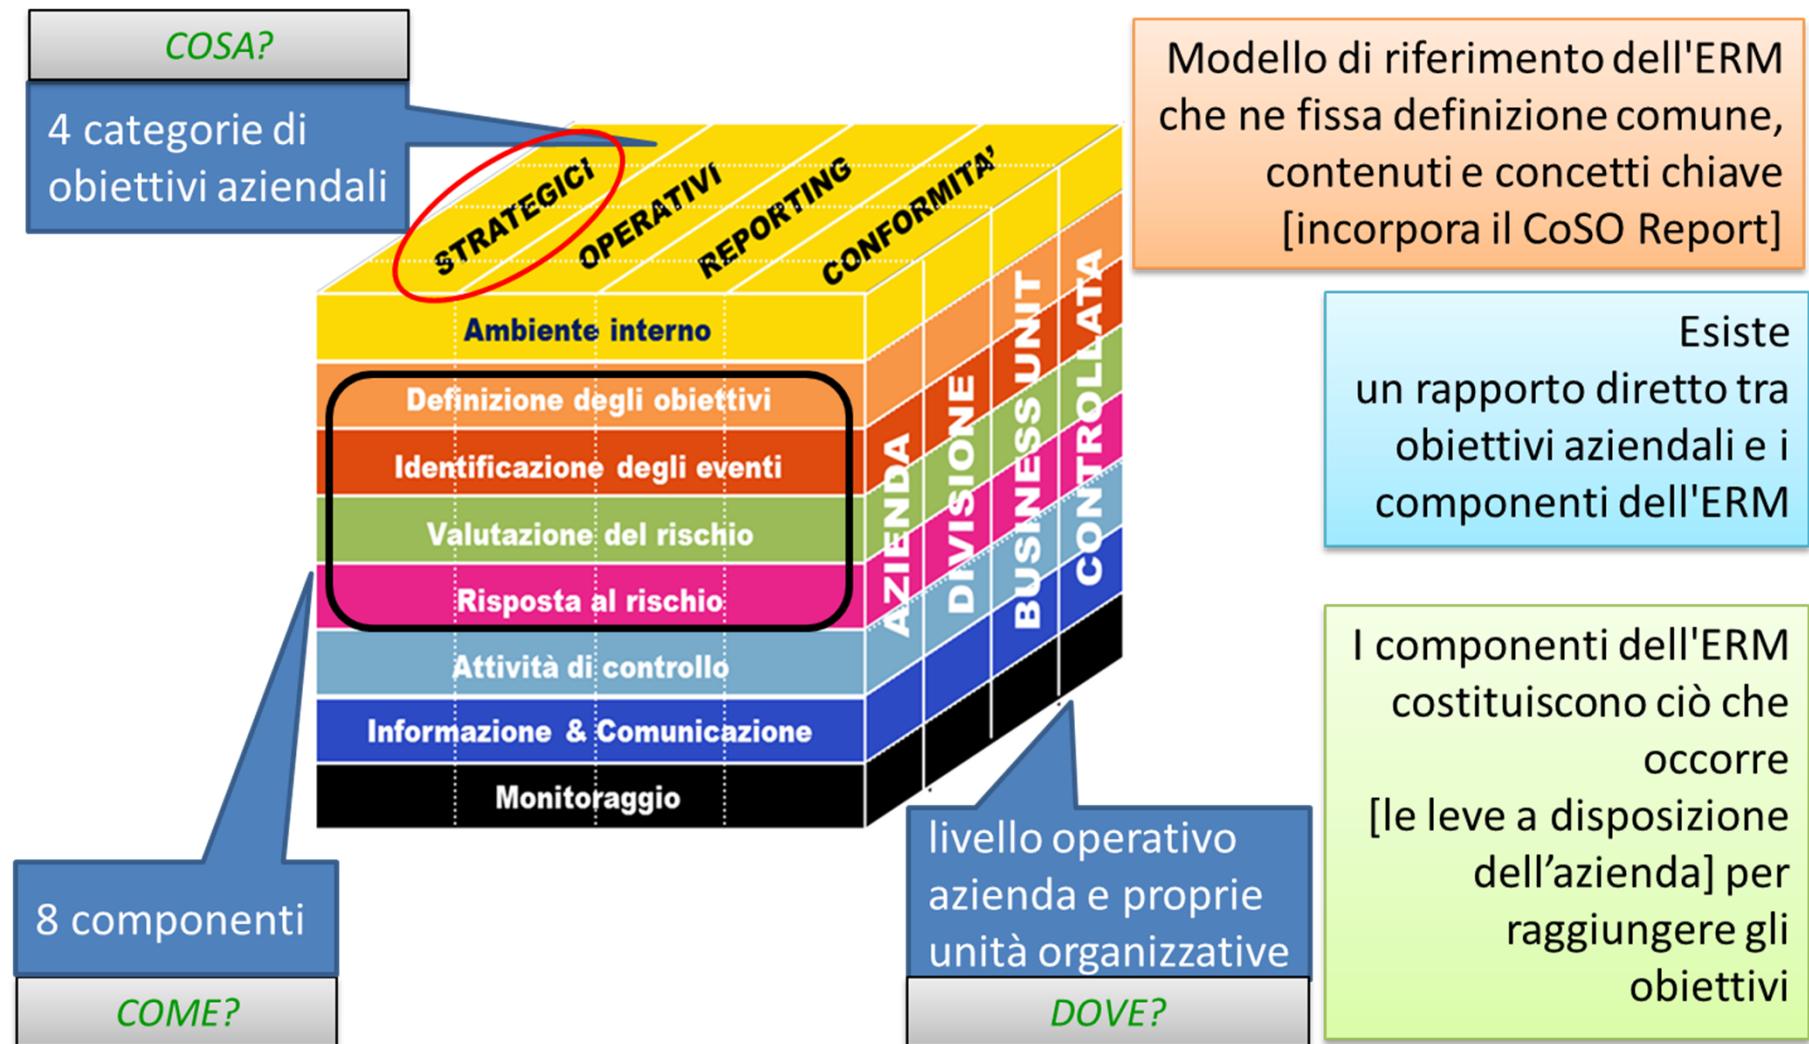 COSA?
4 categorie di
obiettivi aziendali
STRATEGICI
OPERATIVI
REPORTING
CONFORMITA'
Ambiente interno
Definizione degli obiettivi
Identificazione degli eventi
Valutazione del rischio
Risposta al rischio
Attività di controllo
Informazione & Comunicazione
Monitoraggio
AZIENDA
DIVISIONE
BUSINESS UNIT
CONTROLLATA
8 componenti
COME?
livello operativo
azienda e proprie
unità organizzative
DOVE?
Modello di riferimento dell'ERM
che ne fissa definizione comune,
contenuti e concetti chiave
[incorpora il CoSO Report]
Esiste
un rapporto diretto tra
obiettivi aziendali e i
componenti dell'ERM
I componenti dell'ERM
costituiscono ciò che
occorre
[le leve a disposizione
dell’azienda] per
raggiungere gli
obiettivi